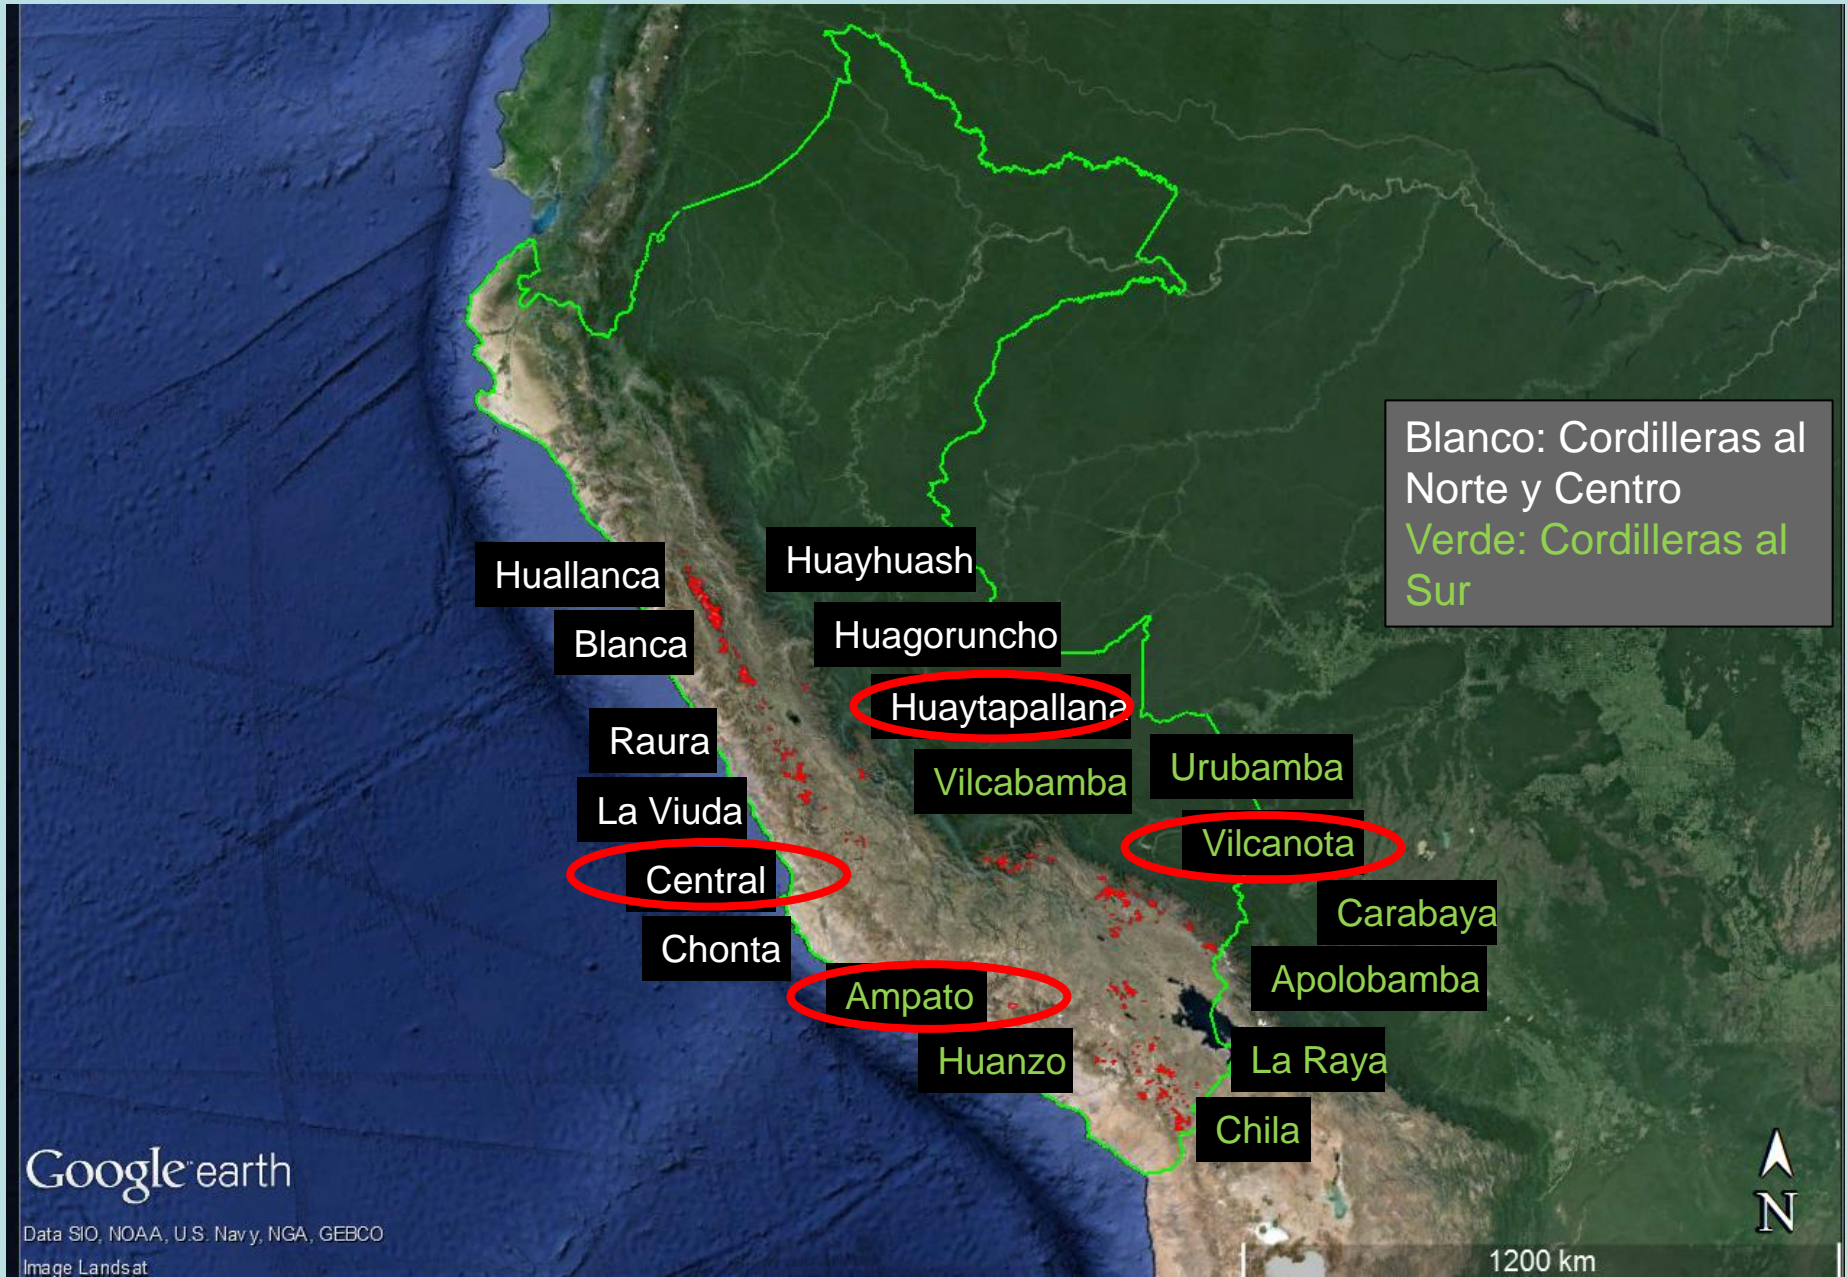 Blanco: Cordilleras al
Norte y Centro
Verde: Cordilleras al
Sur
Huallanca
Huayhuash
Blanca
Huagoruncho
Huaytapallana
Raura
Vilcabamba
Urubamba
La Viuda
Vilcanota
Central
Carabaya
Chonta
Apolobamba
Ampato
Huanzo
La Raya
Chila
Google earth
Data SIO, NOAA, U.S. Navy, NGA, GEBCO
Image Landsat
N
1200 km